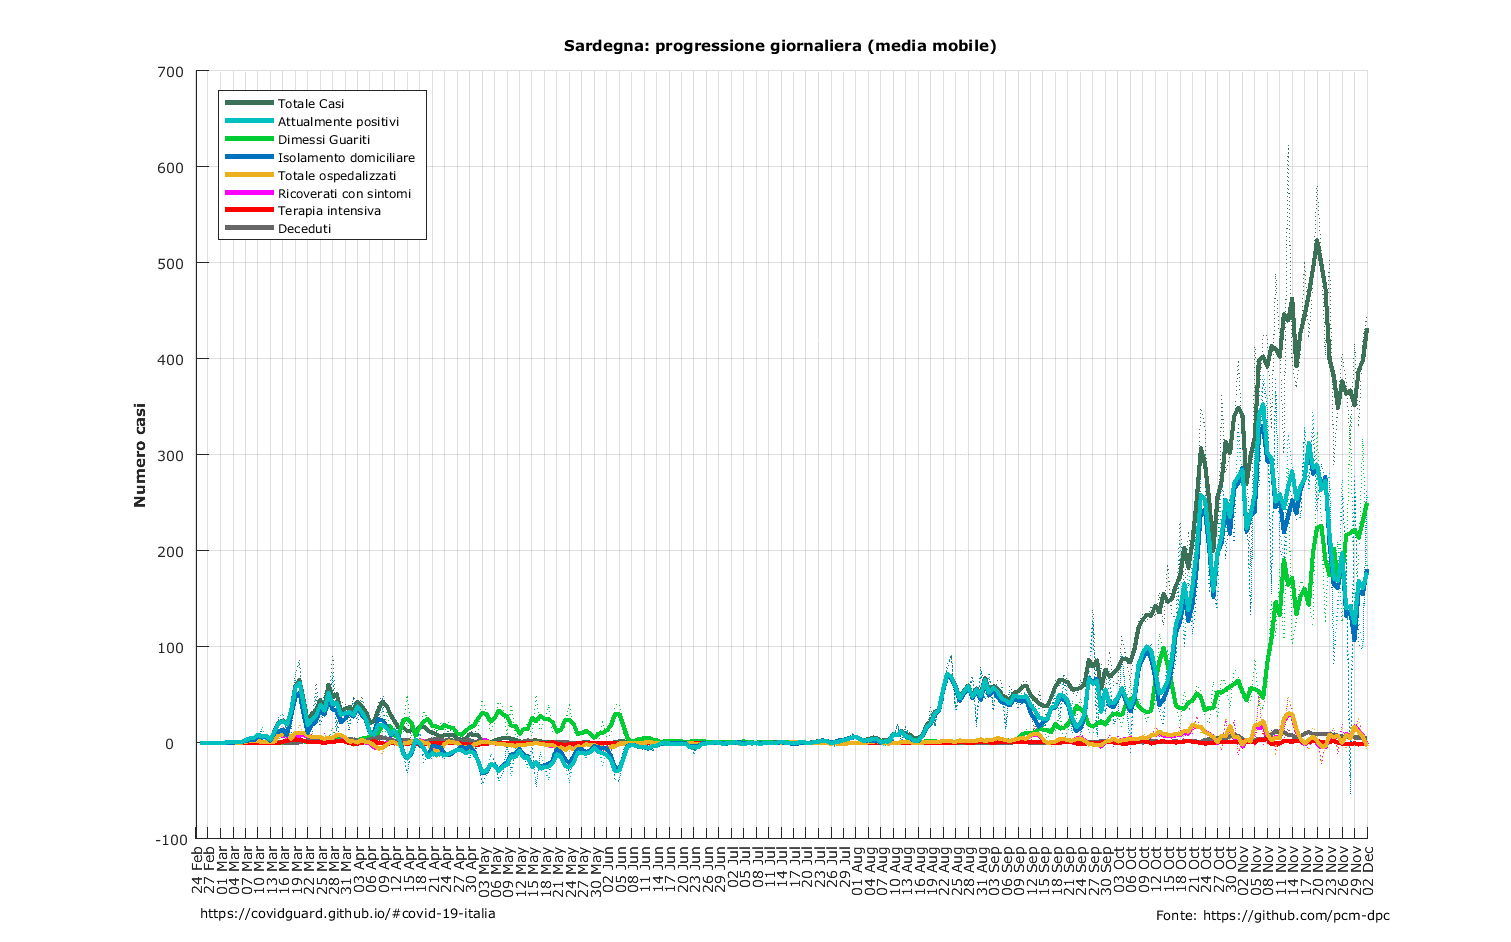 Sardegna: progressione giornaliera (media mobile)
700
600
500
400
300
200
100
0
-100
Numero casi
Totale Casi
Attualmente positivi
Dimessi Guariti
Isolamento domiciliare
Totale ospedalizzati
Ricoverati con sintomi
Terapia intensiva
Deceduti
24 Feb
27 Feb
01 Mar
04 Mar
07 Mar
10 Mar
13 Mar
16 Mar
19 Mar
22 Mar
25 Mar
28 Mar
31 Mar
03 Apr
06 Apr
09 Apr
12 Apr
15 Apr
18 Apr
21 Apr
24 Apr
27 Apr
30 Apr
03 May
06 May
09 May
12 May
15 May
18 May
21 May
24 May
27 May
30 May
02 Jun
05 Jun
08 Jun
11 Jun
14 Jun
17 Jun
20 Jun
23 Jun
26 Jun
29 Jun
02 Jul
05 Jul
08 Jul
11 Jul
14 Jul
17 Jul
20 Jul
23 Jul
26 Jul
29 Jul
01 Aug
04 Aug
07 Aug
10 Aug
13 Aug
16 Aug
19 Aug
22 Aug
25 Aug
28 Aug
31 Aug
03 Sep
06 Sep
09 Sep
12 Sep
15 Sep
18 Sep
21 Sep
24 Sep
27 Sep
30 Sep
03 Oct
06 Oct
09 Oct
12 Oct
15 Oct
18 Oct
21 Oct
24 Oct
27 Oct
30 Oct
02 Nov
05 Nov
08 Nov
11 Nov
14 Nov
17 Nov
20 Nov
23 Nov
26 Nov
29 Nov
02 Dec
https://covidguard.github.io/#covid-19-italia
Fonte: https://github.com/pcm-dpc